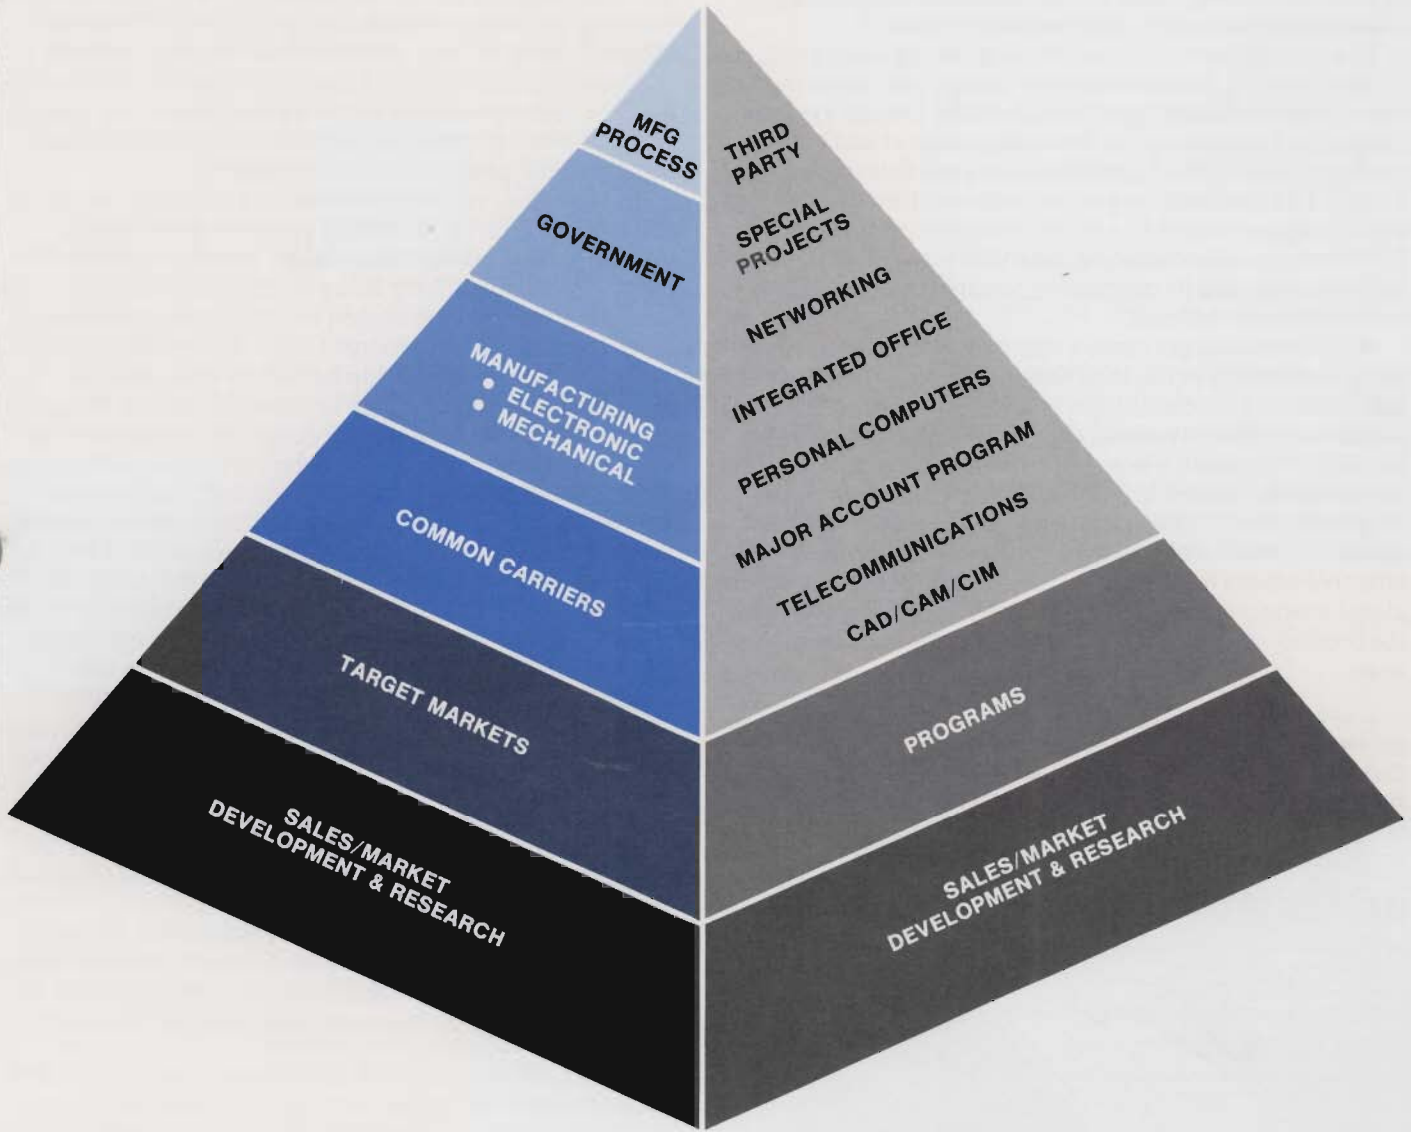 MFG
PROCESS
GOVERNMENT
MANUFACTURING
• ELECTRONIC
• MECHANICAL
COMMON CARRIERS
TARGET MARKETS
SALES/MARKET
DEVELOPMENT & RESEARCH
THIRD
PARTY
SPECIAL
PROJECTS
NETWORKING
INTEGRATED OFFICE
PERSONAL COMPUTERS
MAJOR ACCOUNT PROGRAM
TELECOMMUNICATIONS
CAD/CAM/CIM
PROGRAMS
SALES/MARKET
DEVELOPMENT & RESEARCH